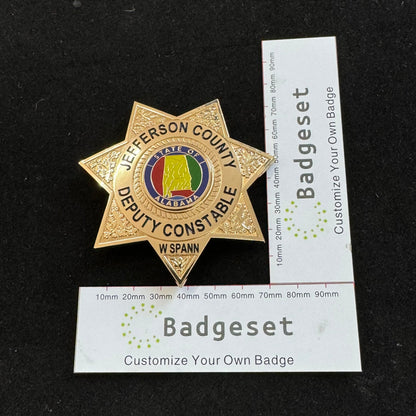 JEFFERSON COUNTY
STATE OF
ALABAMA
DEPUTY CONSTABLE
W SPANN
10mm 20mm 30mm 40mm 50mm 60mm 70mm 80mm 90mm
Badgeset
Customize Your Own Badge
10mm 20mm 30mm 40mm 50mm 60mm 70mm 80mm 90mm
Badgeset
Customize Your Own Badge